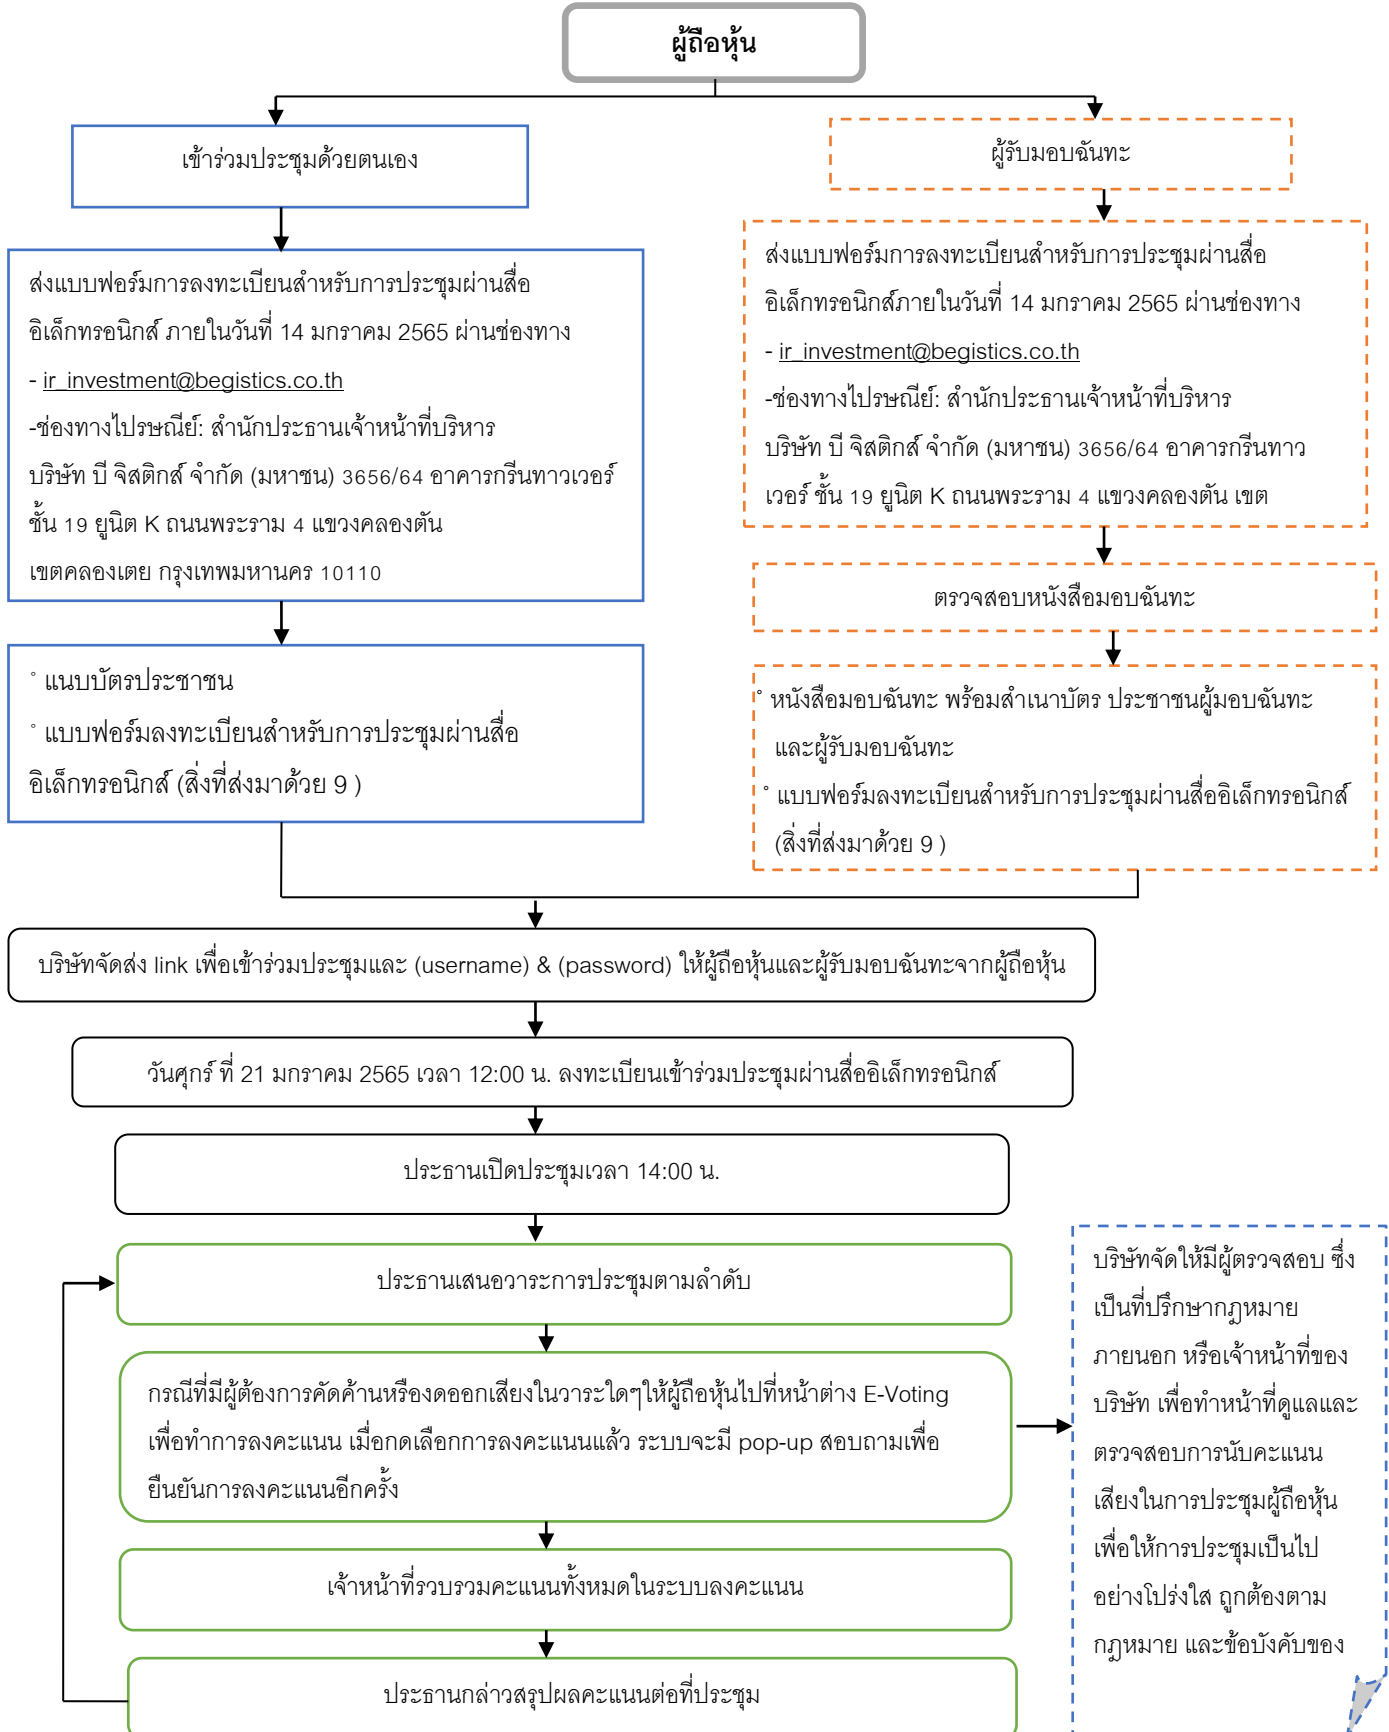 ผู้ถือหุ้น
เข้าร่วมประชุมด้วยตนเอง
ส่งแบบฟอร์มการลงทะเบียนสำหรับการประชุมผ่านสื่อ
อิเล็กทรอนิกส์ ภายในวันที่ 14 มกราคม 2565 ผ่านช่องทาง
- ir_investment@begistics.co.th
-ช่องทางไปรษณีย์: สำนักประธานเจ้าหน้าที่บริหาร
บริษัท บี จิสติกส์ จำกัด (มหาชน) 3656/64 อาคารกรีนทาวเวอร์
ชั้น 19 ยูนิต K ถนนพระราม 4 แขวงคลองตัน
เขตคลองเตย กรุงเทพมหานคร 10110
° แนบบัตรประชาชน
° แบบฟอร์มลงทะเบียนสำหรับการประชุมผ่านสื่อ
อิเล็กทรอนิกส์ (สิ่งที่ส่งมาด้วย 9 )
ผู้รับมอบฉันทะ
ส่งแบบฟอร์มการลงทะเบียนสำหรับการประชุมผ่านสื่อ
อิเล็กทรอนิกส์ภายในวันที่ 14 มกราคม 2565 ผ่านช่องทาง
- ir_investment@begistics.co.th
-ช่องทางไปรษณีย์: สำนักประธานเจ้าหน้าที่บริหาร
บริษัท บี จิสติกส์ จำกัด (มหาชน) 3656/64 อาคารกรีนทาว
เวอร์ ชั้น 19 ยูนิต K ถนนพระราม 4 แขวงคลองตัน เขต
ตรวจสอบหนังสือมอบฉันทะ
° หนังสือมอบฉันทะ พร้อมสำเนาบัตร ประชาชนผู้มอบฉันทะ
และผู้รับมอบฉันทะ
° แบบฟอร์มลงทะเบียนสำหรับการประชุมผ่านสื่ออิเล็กทรอนิกส์
(สิ่งที่ส่งมาด้วย 9 )
บริษัทจัดส่ง link เพื่อเข้าร่วมประชุมและ (username) & (password) ให้ผู้ถือหุ้นและผู้รับมอบฉันทะจากผู้ถือหุ้น
วันศุกร์ ที่ 21 มกราคม 2565 เวลา 12:00 น. ลงทะเบียนเข้าร่วมประชุมผ่านสื่ออิเล็กทรอนิกส์
ประธานเปิดประชุมเวลา 14:00 น.
ประธานเสนอวาระการประชุมตามลำดับ
กรณีที่มีผู้ต้องการคัดค้านหรืองดออกเสียงในวาระใดๆให้ผู้ถือหุ้นไปที่หน้าต่าง E-Voting
เพื่อทำการลงคะแนน เมื่อกดเลือกการลงคะแนนแล้ว ระบบจะมี pop-up สอบถามเพื่อ
ยืนยันการลงคะแนนอีกครั้ง
เจ้าหน้าที่รวบรวมคะแนนทั้งหมดในระบบลงคะแนน
ประธานกล่าวสรุปผลคะแนนต่อที่ประชุม
บริษัทจัดให้มีผู้ตรวจสอบ ซึ่ง
เป็นที่ปรึกษากฎหมาย
ภายนอก หรือเจ้าหน้าที่ของ
บริษัท เพื่อทำหน้าที่ดูแลและ
ตรวจสอบการนับคะแนน
เสียงในการประชุมผู้ถือหุ้น
เพื่อให้การประชุมเป็นไป
อย่างโปร่งใส ถูกต้องตาม
กฎหมาย และข้อบังคับของ